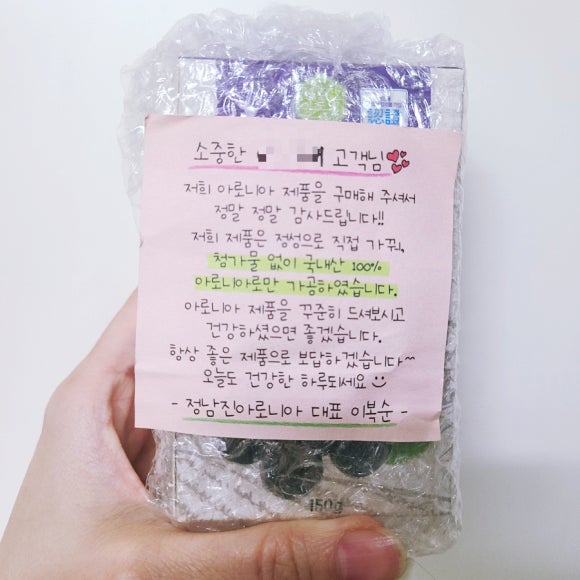 소중한 고객님
저희 아로니아 제품을 구매해 주셔서
정말 정말 감사드립니다!!
저희 제품은 정성으로 직접 가꿔,
첨가물 없이 국내산 100%
아로니아로만 가공하였습니다.
아로니아 제품을 꾸준히 드셔보시고
건강하셨으면 좋겠습니다.
항상 좋은 제품으로 보답하겠습니다~
오늘도 건강한 하루되세요
- 정남진아로니아 대표 이복순 -
150g